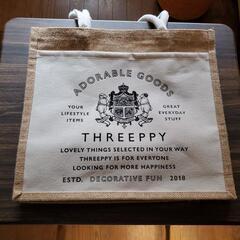 ADORABLE GOODS
YOUR
LIFESTYLE
ITEMS
GREAT
EVERYDAY
STUFF
THREEPPY
LOVELY THINGS SELECTED IN YOUR WAY
THREEPPY IS FOR EVERYONE
LOOKING FOR MORE HAPPINESS
ESTD. DECORATIVE FUN 2018